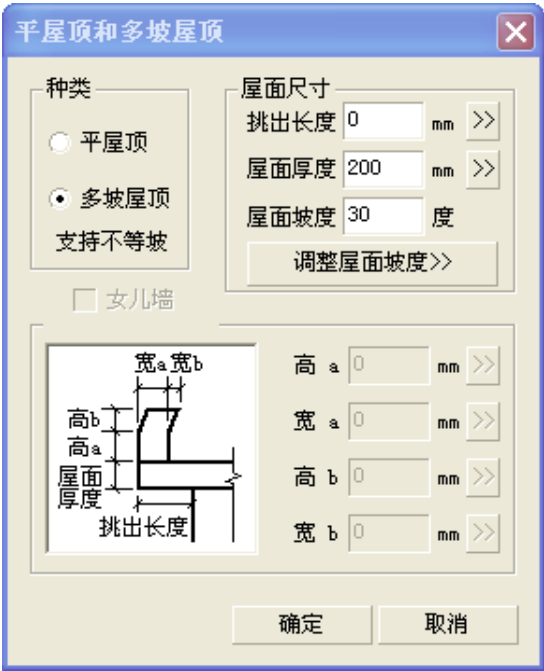 平屋顶和多坡屋顶
种类
平屋顶
多坡屋顶
支持不等坡
屋面尺寸
挑出长度 0 mm >>
屋面厚度 200 mm >>
屋面坡度 30 度
调整屋面坡度>>
女儿墙
宽a 宽b
高b
高a
屋面
厚度
挑出长度
高 a 0 mm >>
宽 a 0 mm >>
高 b 0 mm >>
宽 b 0 mm >>
确定 取消